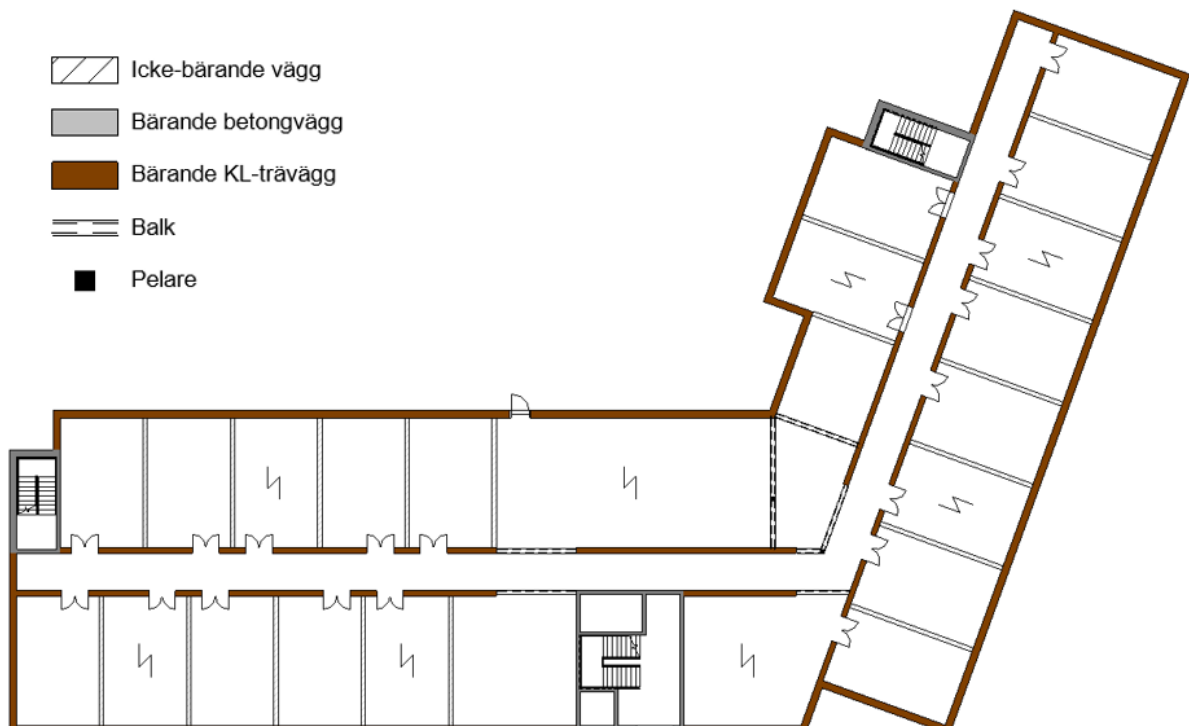 Icke-bärande vägg
Bärande betongvägg
Bärande KL-trävägg
Balk
Pelare